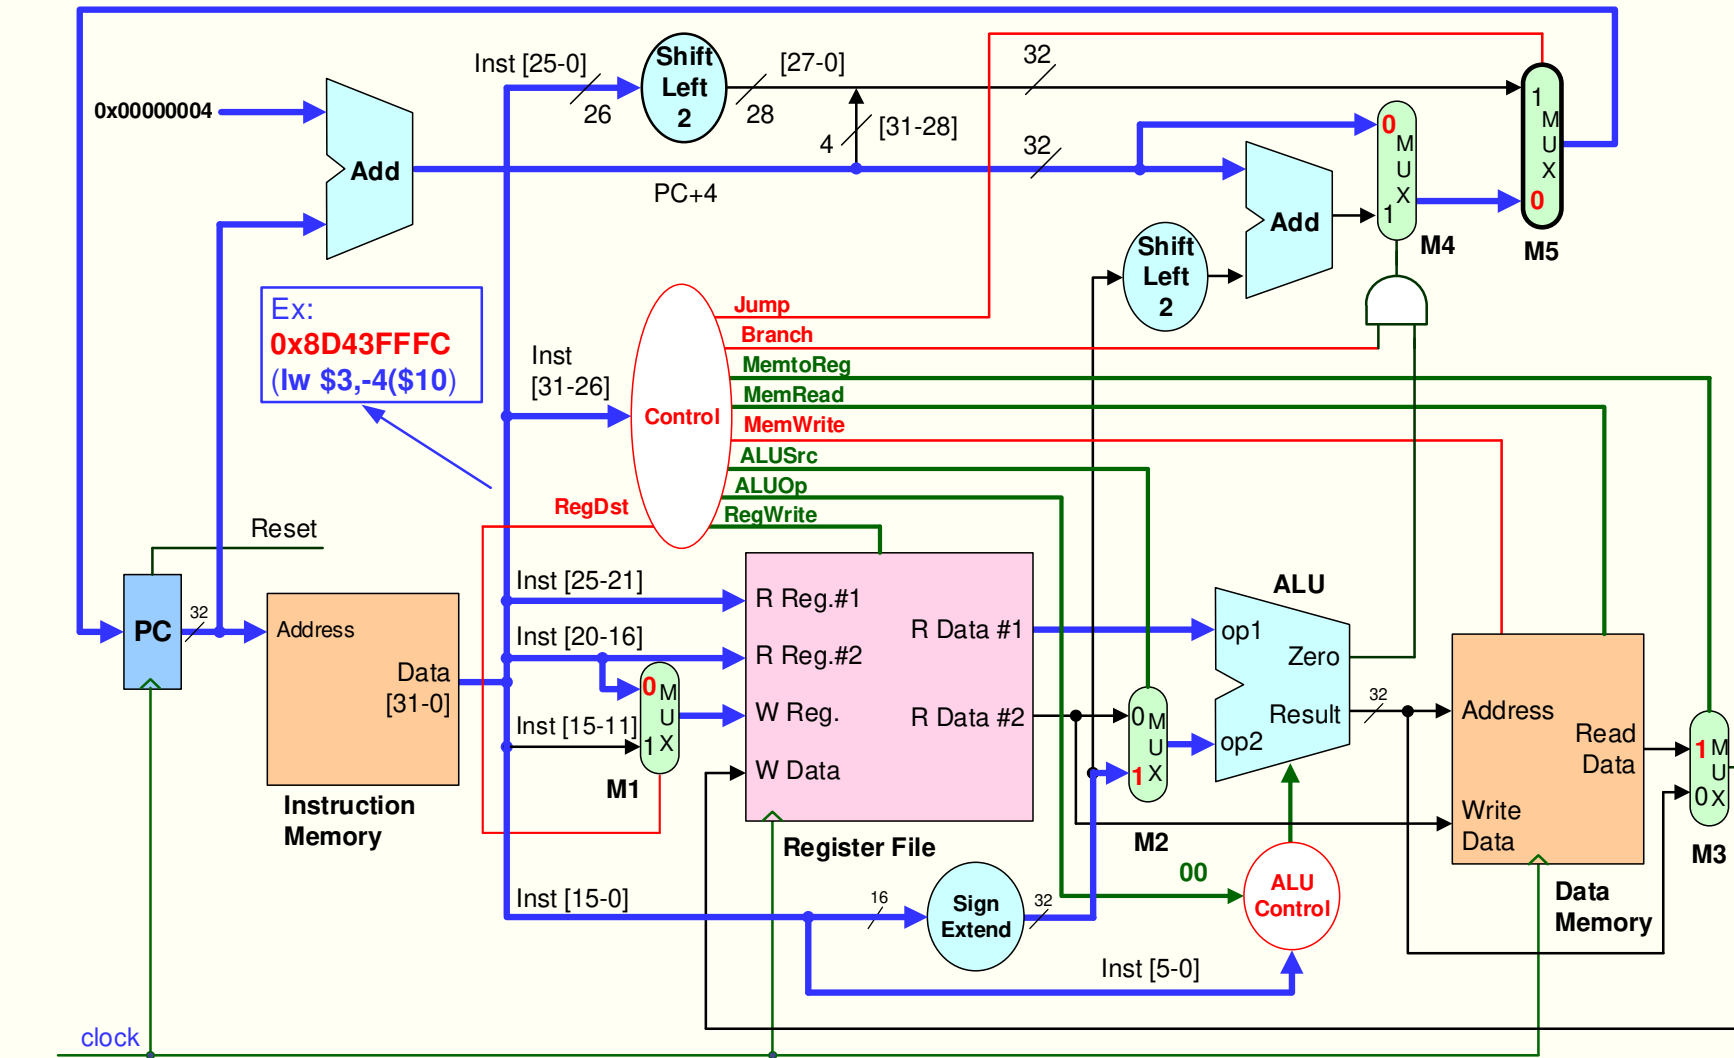 Inst [25-0]
26
Shift
Left
2
28
[27-0]
4
[31-28]
32
0x00000004
Add
PC+4
32
0
M
U
X
1
M4
1
M
U
X
0
M5
Add
Shift
Left
2
Ex:
0x8D43FFFC
(lw $3,-4($10)
Inst
[31-26]
Control
Jump
Branch
MemtoReg
MemRead
MemWrite
ALUSrc
ALUOp
RegWrite
RegDst
Reset
PC
32
Address
Data
[31-0]
Instruction
Memory
Inst [25-21]
Inst [20-16]
Inst [15-11]
0
M
U
1
X
M1
R Reg.#1
R Reg.#2
W Reg.
W Data
R Data #1
R Data #2
Register File
0
M
U
1
X
M2
ALU
op1
op2
Zero
Result
32
Address
Read
Data
Write
Data
Data
Memory
1
M
U
0
X
M3
Inst [15-0]
16
Sign
Extend
32
00
ALU
Control
Inst [5-0]
clock